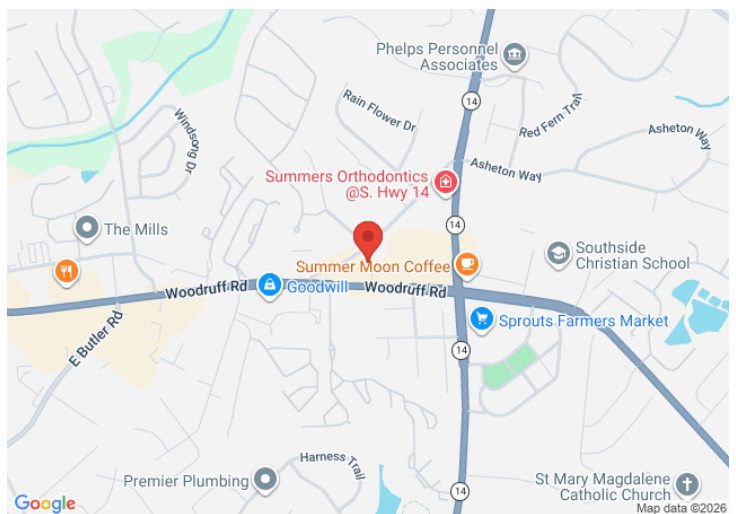 Phelps Personnel
Associates
14
Rain Flower Dr
Red Fern Trail
Windsong Dr
Asheton Way
Summers Orthodontics
@S. Hwy 14
Asheton Way
The Mills
14
Southside
Christian School
Summer Moon Coffee
Woodruff Rd
Goodwill
Woodruff Rd
Sprouts Farmers Market
E Butler Rd
14
Harness Trail
Premier Plumbing
St Mary Magdalene
Catholic Church
14
Google
Map data ©2026